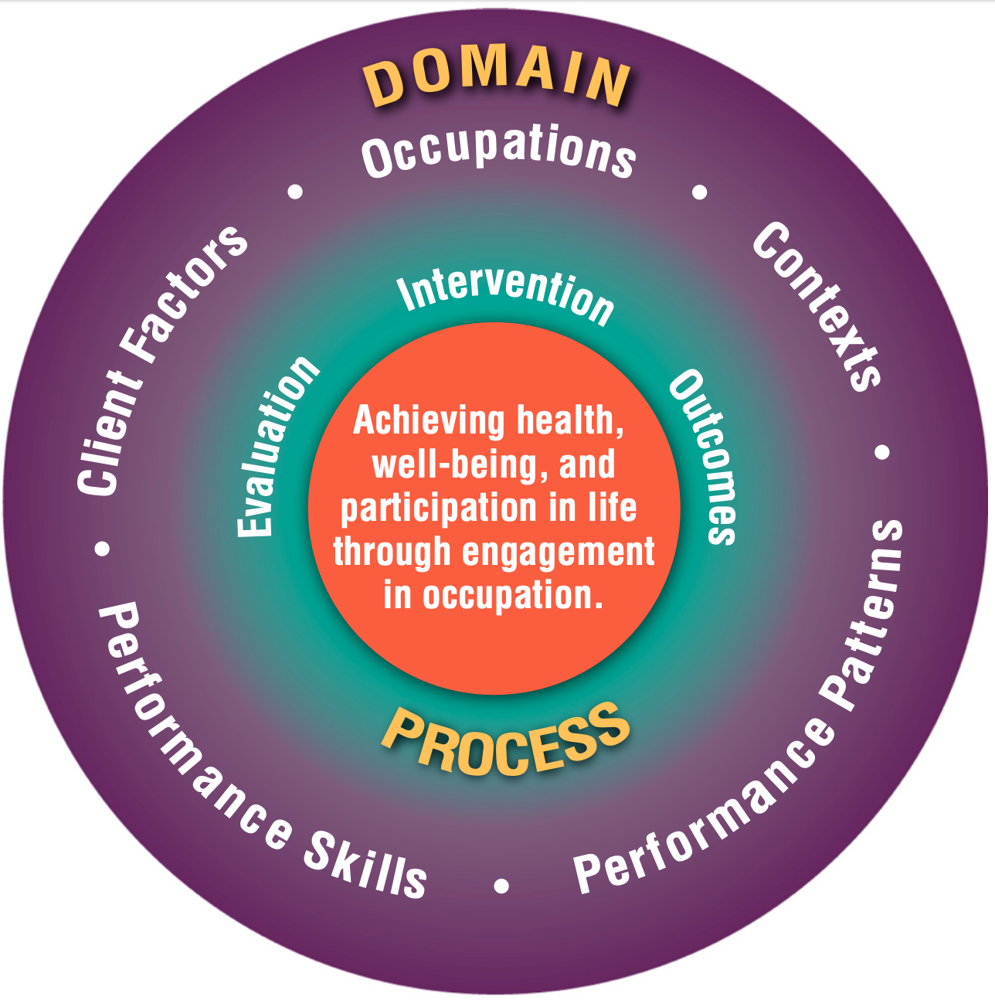 DOMAIN
Occupations
Contexts
Performance Patterns
Performance Skills
Client Factors
Evaluation
Intervention
Outcomes
Achieving health,
well-being, and
participation in life
through engagement
in occupation.
PROCESS